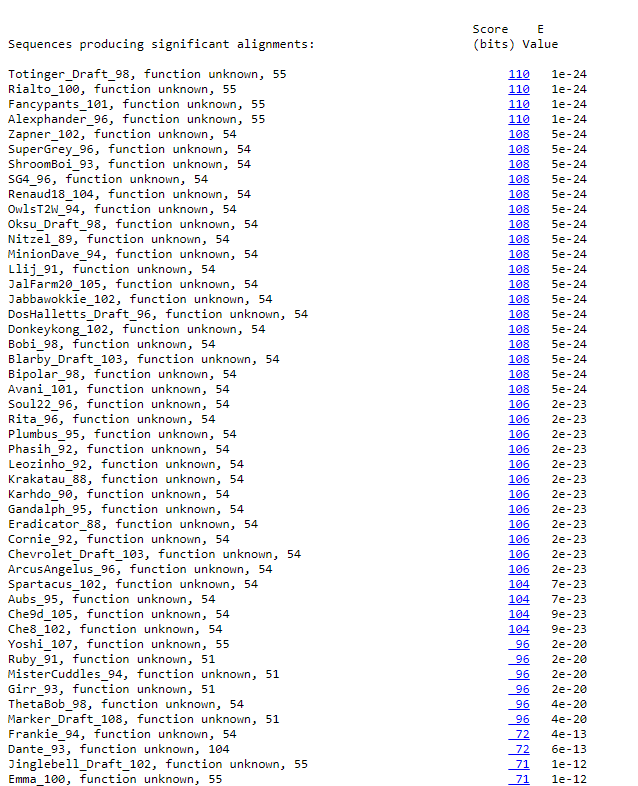 Score E
Sequences producing significant alignments: (bits) Value
Totinger_Draft_98, function unknown, 55 110 1e-24
Rialto_100, function unknown, 55 110 1e-24
Fancypants_101, function unknown, 55 110 1e-24
Alexphander_96, function unknown, 55 110 1e-24
Zapner_102, function unknown, 54 108 5e-24
SuperGrey_96, function unknown, 54 108 5e-24
ShroomBoi_93, function unknown, 54 108 5e-24
SG4_96, function unknown, 54 108 5e-24
Renaud18_104, function unknown, 54 108 5e-24
OwlsT2W_94, function unknown, 54 108 5e-24
Oksu_Draft_98, function unknown, 54 108 5e-24
Nitzel_89, function unknown, 54 108 5e-24
MinionDave_94, function unknown, 54 108 5e-24
Llij_91, function unknown, 54 108 5e-24
JalFarm20_105, function unknown, 54 108 5e-24
Jabbawokkie_102, function unknown, 54 108 5e-24
DosHalletts_Draft_96, function unknown, 54 108 5e-24
Donkeykong_102, function unknown, 54 108 5e-24
Bobi_98, function unknown, 54 108 5e-24
Blarby_Draft_103, function unknown, 54 108 5e-24
Bipolar_98, function unknown, 54 108 5e-24
Avani_101, function unknown, 54 108 5e-24
Soul22_96, function unknown, 54 106 2e-23
Rita_96, function unknown, 54 106 2e-23
Plumbus_95, function unknown, 54 106 2e-23
Phasih_92, function unknown, 54 106 2e-23
Leozinho_92, function unknown, 54 106 2e-23
Krakatau_88, function unknown, 54 106 2e-23
Karhdo_90, function unknown, 54 106 2e-23
Gandalph_95, function unknown, 54 106 2e-23
Eradicator_88, function unknown, 54 106 2e-23
Cornie_92, function unknown, 54 106 2e-23
Chevrolet_Draft_103, function unknown, 54 106 2e-23
ArcusAngelus_96, function unknown, 54 106 2e-23
Spartacus_102, function unknown, 54 104 7e-23
Aubs_95, function unknown, 54 104 7e-23
Che9d_105, function unknown, 54 104 9e-23
Che8_102, function unknown, 54 104 9e-23
Yoshi_107, function unknown, 55 96 2e-20
Ruby_91, function unknown, 51 96 2e-20
MisterCuddles_94, function unknown, 51 96 2e-20
Girr_93, function unknown, 51 96 2e-20
ThetaBob_98, function unknown, 54 96 4e-20
Marker_Draft_108, function unknown, 51 96 4e-20
Frankie_94, function unknown, 54 72 4e-13
Dante_93, function unknown, 104 72 6e-13
Jinglebell_Draft_102, function unknown, 55 71 1e-12
Emma_100, function unknown, 55 71 1e-12